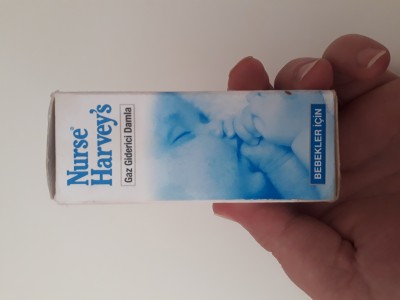 Nurse®
Harvey's
Gaz Giderici Damla
BEBEKLER İÇİN